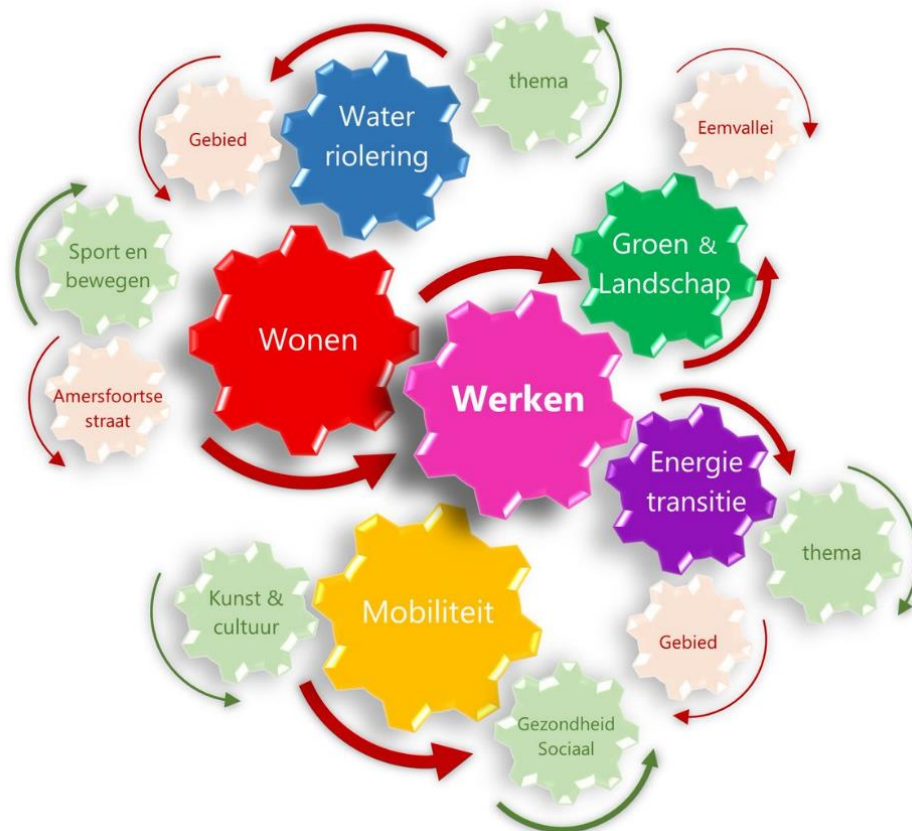 thema
Water
riolering
Gebied
Eemvallei
Sport en
bewegen
Groen &
Landschap
Wonen
Amersfoortse
straat
Werken
Energie
transitie
thema
Kunst &
cultuur
Mobiliteit
Gebied
Gezondheid
Sociaal